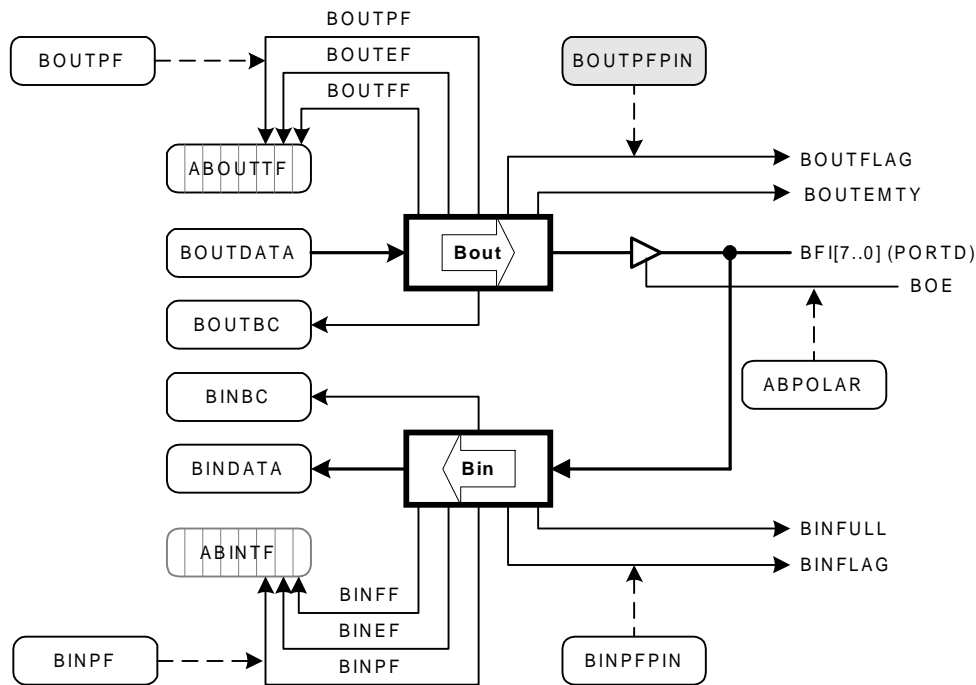 BOUTPF
BOUTPF
BOUTEF
BOUTFF
BOUTPFPIN
ABOUTTF
BOUTFLAG
BOUTEMTY
BOUTDATA
Bout
BFI[7..0] (PORTD)
BOE
BOUTBC
ABPOLAR
BINBC
BINDATA
Bin
BINFULL
ABINTF
BINFLAG
BINFF
BINEF
BINPF
BINPF
BINPFPIN